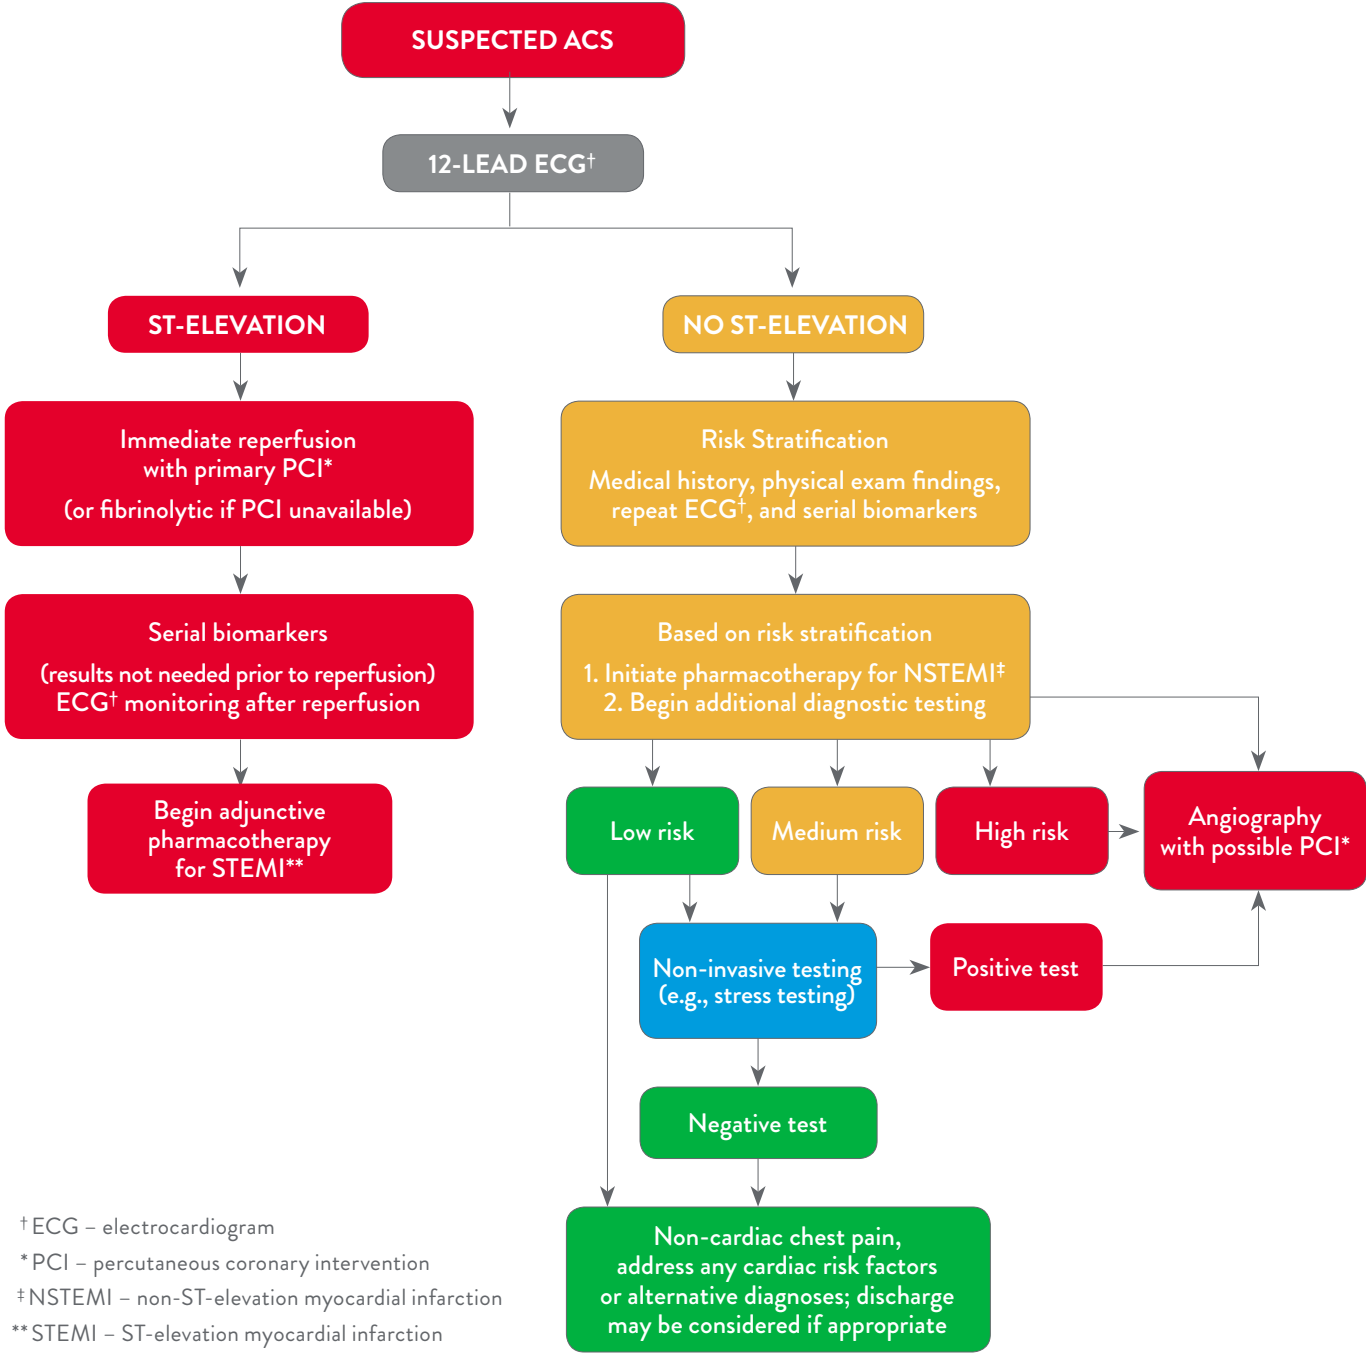 SUSPECTED ACS
12-LEAD ECG†
ST-ELEVATION
NO ST-ELEVATION
Immediate reperfusion
with primary PCI*
(or fibrinolytic if PCI unavailable)
Risk Stratification
Medical history, physical exam findings,
repeat ECG†, and serial biomarkers
Serial biomarkers
(results not needed prior to reperfusion)
ECG† monitoring after reperfusion
Based on risk stratification
1. Initiate pharmacotherapy for NSTEMI‡
2. Begin additional diagnostic testing
Begin adjunctive
pharmacotherapy
for STEMI**
Low risk
Medium risk
High risk
Angiography
with possible PCI*
Non-invasive testing
(e.g., stress testing)
Positive test
Negative test
Non-cardiac chest pain,
address any cardiac risk factors
or alternative diagnoses; discharge
may be considered if appropriate
† ECG – electrocardiogram
* PCI – percutaneous coronary intervention
‡ NSTEMI – non-ST-elevation myocardial infarction
** STEMI – ST-elevation myocardial infarction